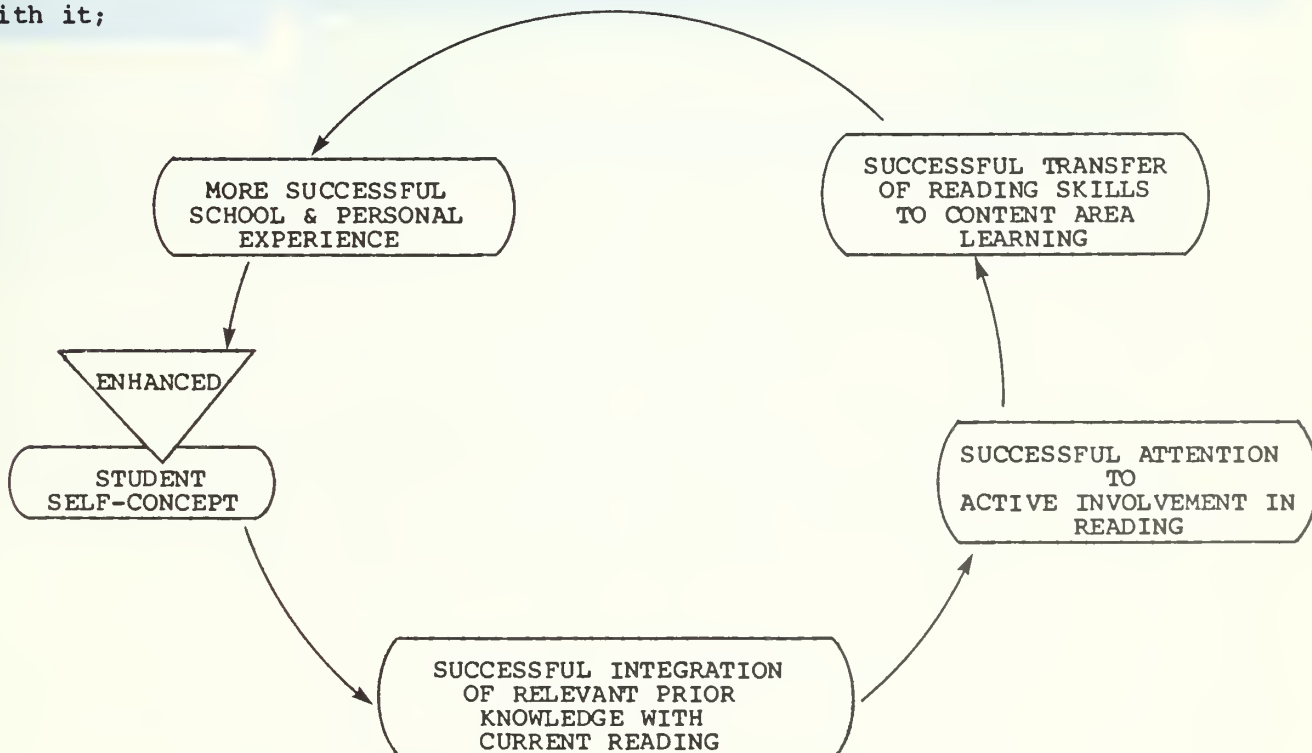 ith it;
MORE SUCCESSFUL
SCHOOL & PERSONAL
EXPERIENCE
SUCCESSFUL TRANSFER
OF READING SKILLS
TO CONTENT AREA
LEARNING
ENHANCED
STUDENT
SELF-CONCEPT
SUCCESSFUL ATTENTION
TO
ACTIVE INVOLVEMENT IN
READING
SUCCESSFUL INTEGRATION
OF RELEVANT PRIOR
KNOWLEDGE WITH
CURRENT READING